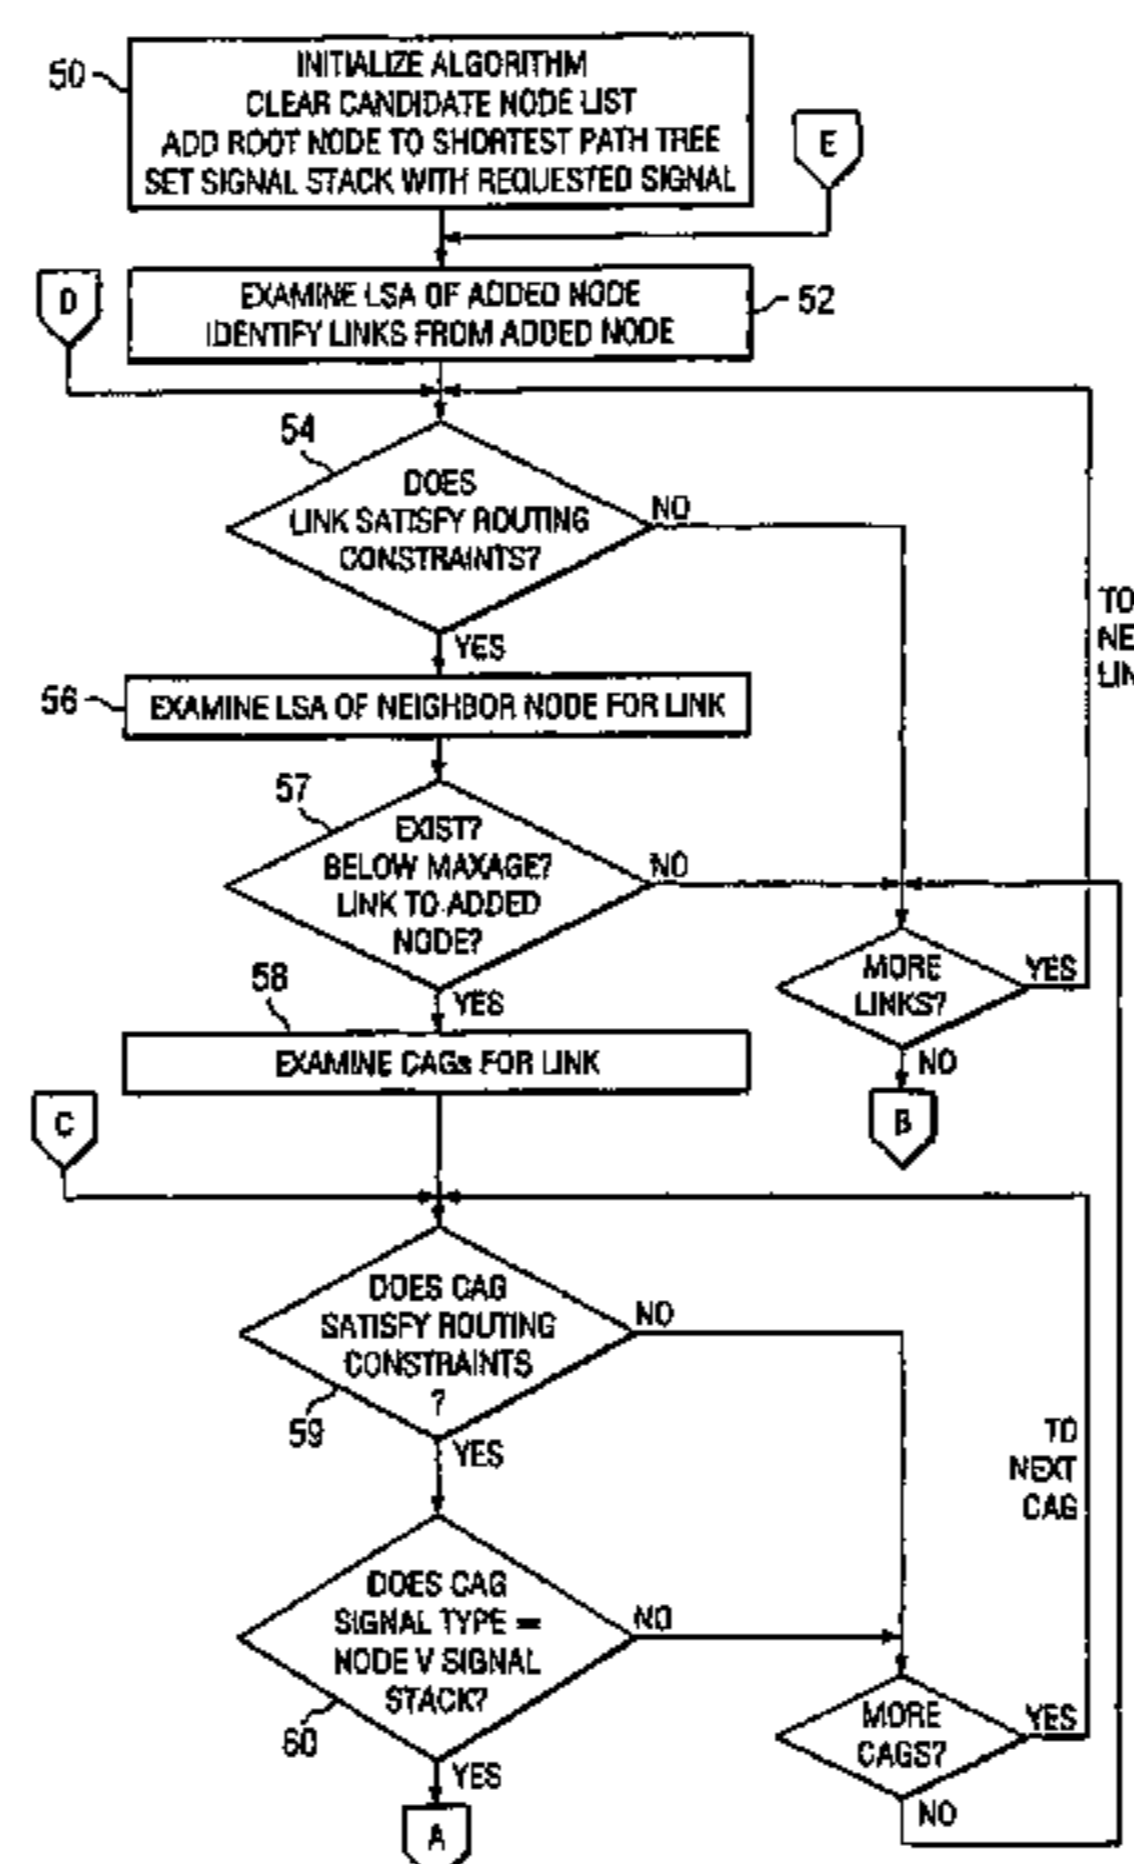 50
INITIALIZE ALGORITHM
CLEAR CANDIDATE NODE LIST
ADD ROOT NODE TO SHORTEST PATH TREE
SET SIGNAL STACK WITH REQUESTED SIGNAL
E
D
EXAMINE LSA OF ADDED NODE
IDENTIFY LINKS FROM ADDED NODE
52
54
DOES
LINK SATISFY ROUTING
CONSTRAINTS?
NO
YES
TO
NE
LIN
56
EXAMINE LSA OF NEIGHBOR NODE FOR LINK
57
EXIST?
BELOW MAXAGE?
LINK TO ADDED
NODE?
NO
YES
MORE
LINKS?
YES
NO
B
58
EXAMINE CAGs FOR LINK
C
DOES CAG
SATISFY ROUTING
CONSTRAINTS
?
59
NO
YES
TO
NEXT
CAG
DOES CAG
SIGNAL TYPE =
NODE V SIGNAL
STACK?
60
NO
YES
MORE
CAGS?
YES
NO
A